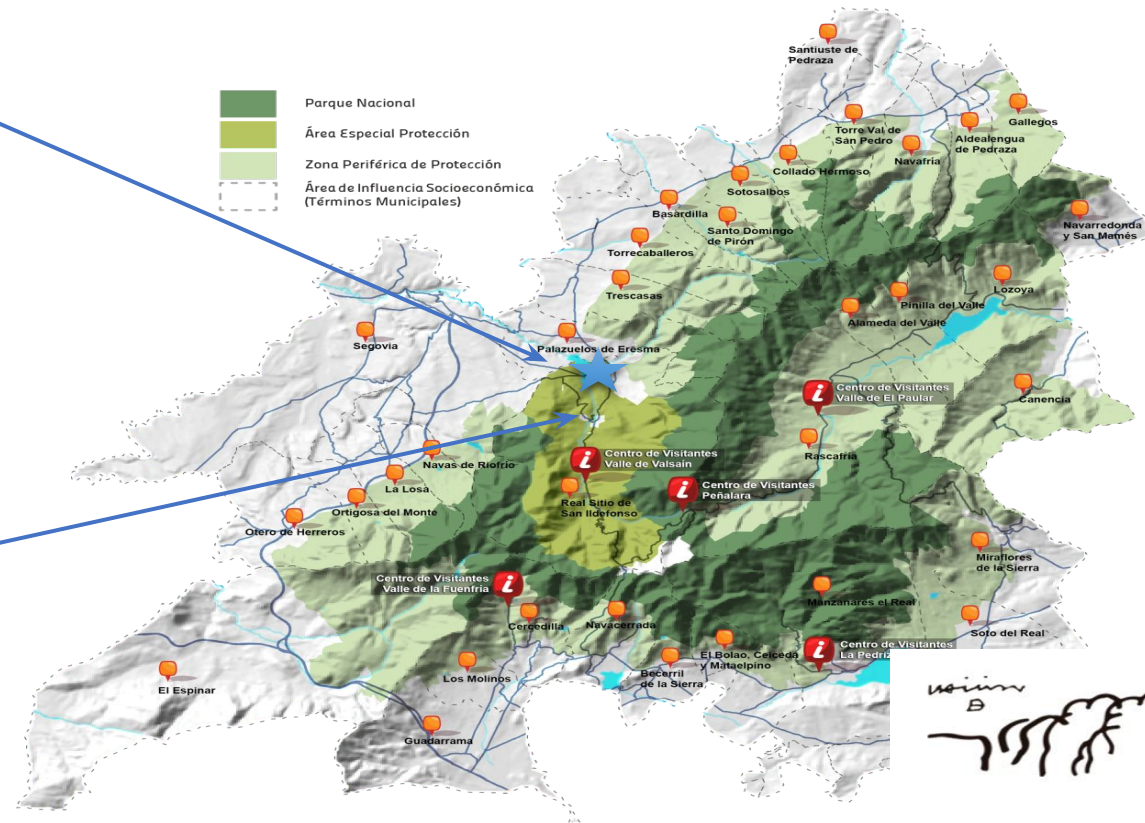 Parque Nacional
Área Especial Protección
Zona Periférica de Protección
Área de Influencia Socioeconómica
(Términos Municipales)
Santiuste de
Pedraza
Gallegos
Torre Val de
San Pedro
Aldealengua
de Pedraza
Navafría
Collado Hermoso
Sotosalbos
Basardilla
Santo Domingo
de Pirón
Navarredonda
y San Mamés
Torrecaballeros
Trescasas
Lozoya
Pinilla del Valle
Alameda del Valle
Segovia
Palazuelos de Eresma
Centro de Visitantes
Valle de El Paular
Canencia
Rascafría
Navas de Riofrío
Centro de Visitantes
Valle de Valsaín
La Losa
Centro de Visitantes
Peñalara
Real Sitio de
San Ildefonso
Ortigosa del Monte
Otero de Herreros
Miraflores
de la Sierra
Centro de Visitantes
Valle de la Fuenfría
Manzanares el Real
Cercedilla
Navacerrada
Soto del Real
El Bolao, Cerceda
y Mataelpino
Centro de Visitantes
La Pedriz
Los Molinos
Becerril
de la Sierra
El Espinar
Guadarrama